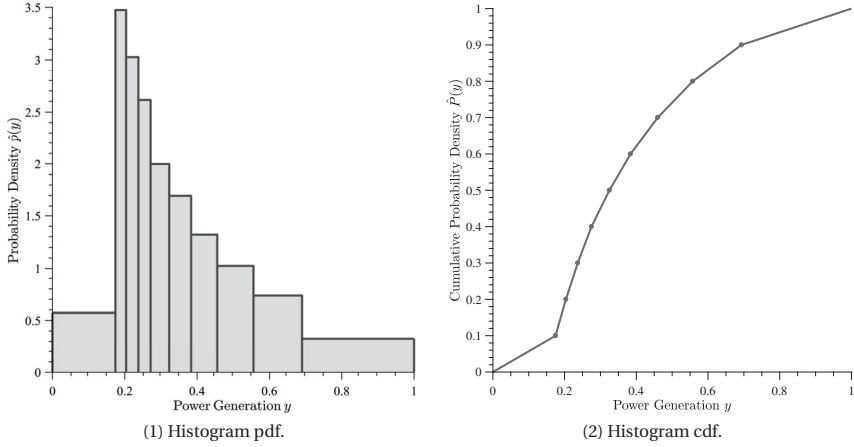 3.5
3
2.5
2
1.5
1
0.5
0
Probability Density p̂(y)
0 0.2 0.4 0.6 0.8 1
Power Generation y
(1) Histogram pdf.
1
0.9
0.8
0.7
0.6
0.5
0.4
0.3
0.2
0.1
0
Cumulative Probability Density P̂(y)
0 0.2 0.4 0.6 0.8 1
Power Generation y
(2) Histogram cdf.